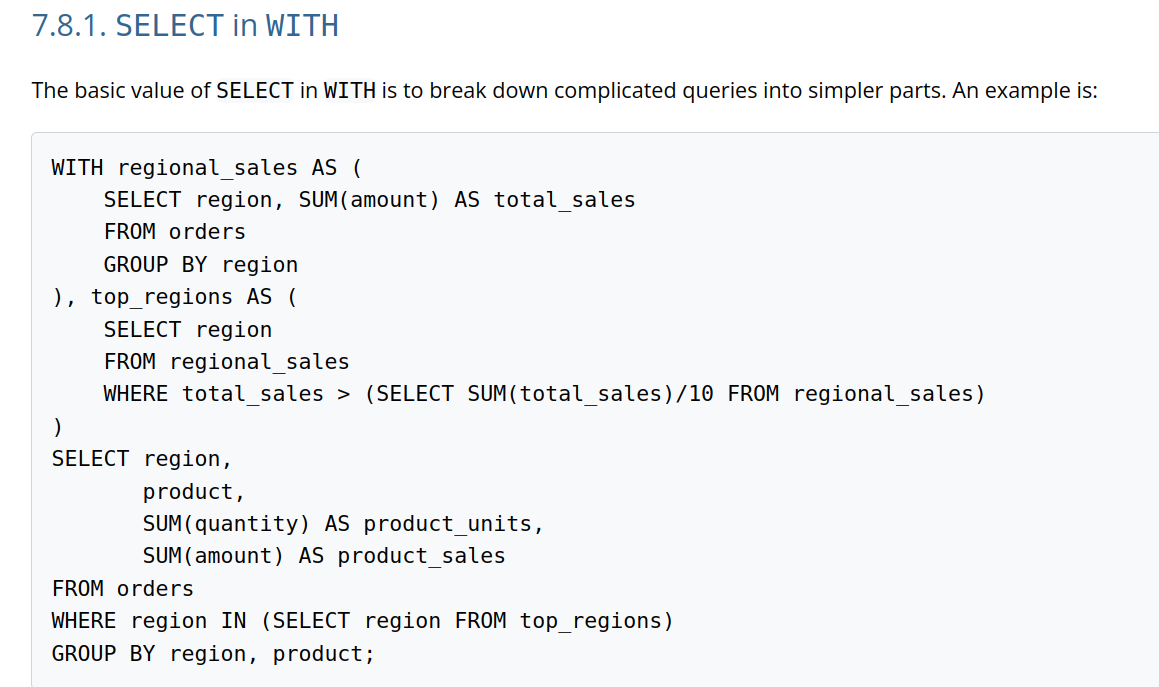 7.8.1. SELECT in WITH
The basic value of SELECT in WITH is to break down complicated queries into simpler parts. An example is:
WITH regional_sales AS (
    SELECT region, SUM(amount) AS total_sales
    FROM orders
    GROUP BY region
), top_regions AS (
    SELECT region
    FROM regional_sales
    WHERE total_sales > (SELECT SUM(total_sales)/10 FROM regional_sales)
)
SELECT region,
       product,
       SUM(quantity) AS product_units,
       SUM(amount) AS product_sales
FROM orders
WHERE region IN (SELECT region FROM top_regions)
GROUP BY region, product;